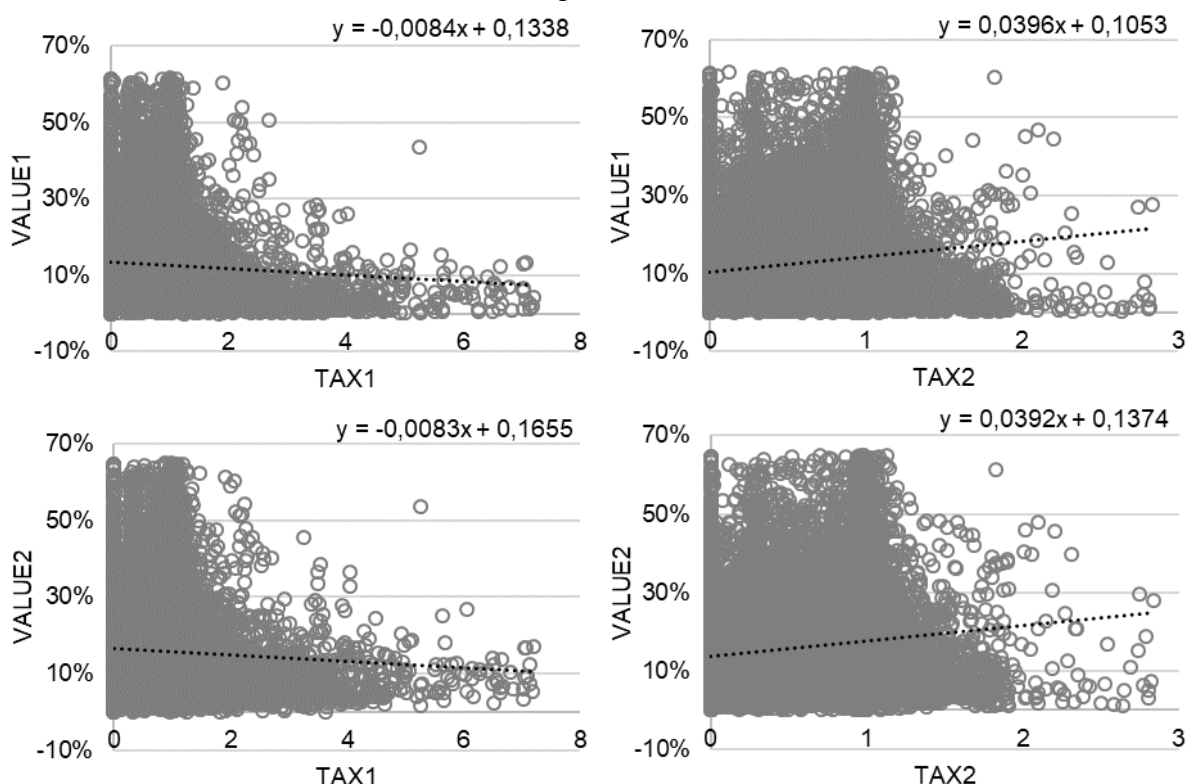 y = -0,0084x + 0,1338
70%
50%
30%
10%
-10%
VALUE1
0 2 4 6 8
TAX1
y = 0,0396x + 0,1053
70%
50%
30%
10%
-10%
VALUE1
0 1 2 3
TAX2
y = -0,0083x + 0,1655
70%
50%
30%
10%
-10%
VALUE2
0 2 4 6 8
TAX1
y = 0,0392x + 0,1374
70%
50%
30%
10%
-10%
VALUE2
0 1 2 3
TAX2